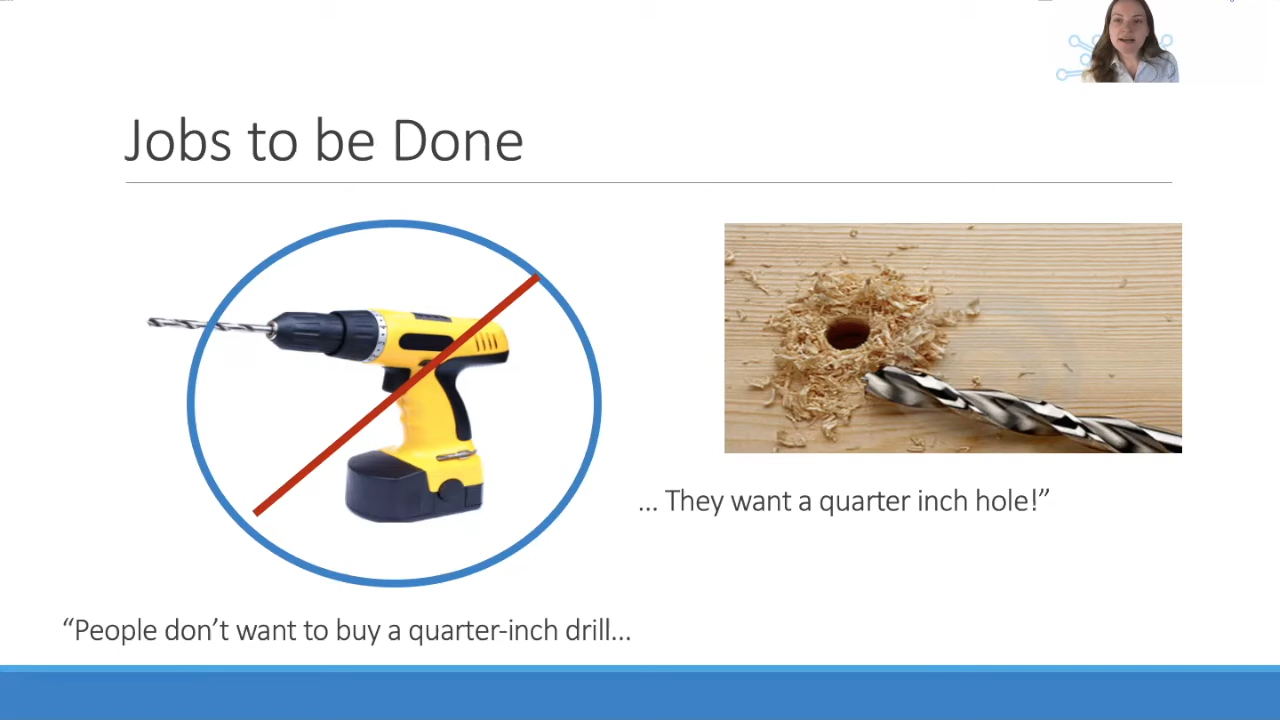 Jobs to be Done
“People don’t want to buy a quarter-inch drill...
... They want a quarter inch hole!”